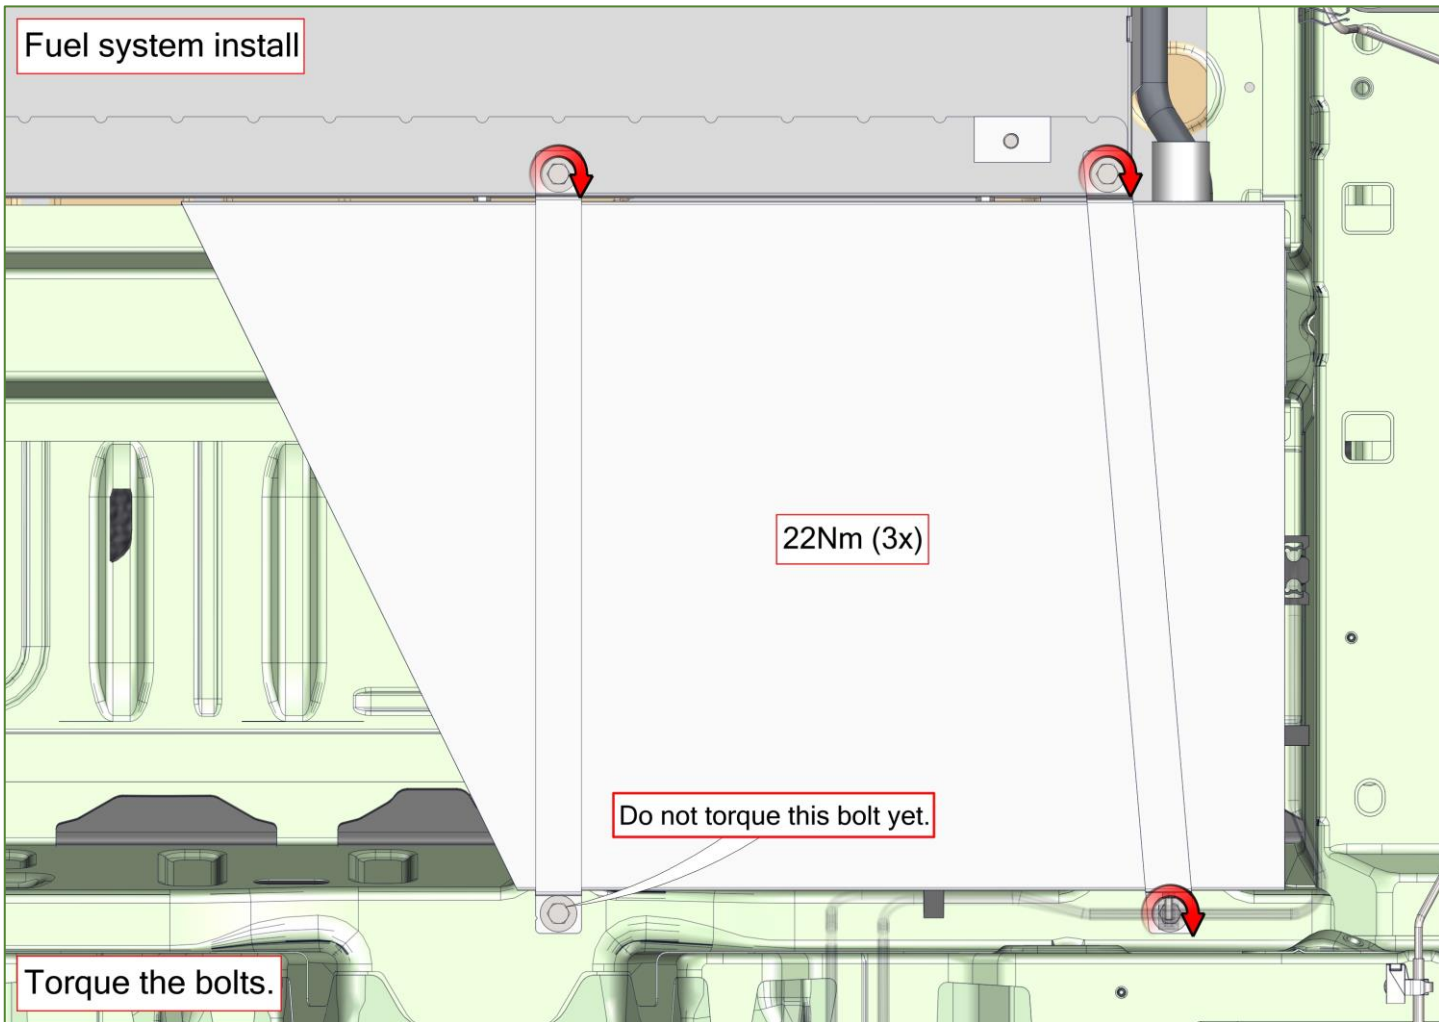 Fuel system install
22Nm (3x)
Do not torque this bolt yet.
Torque the bolts.